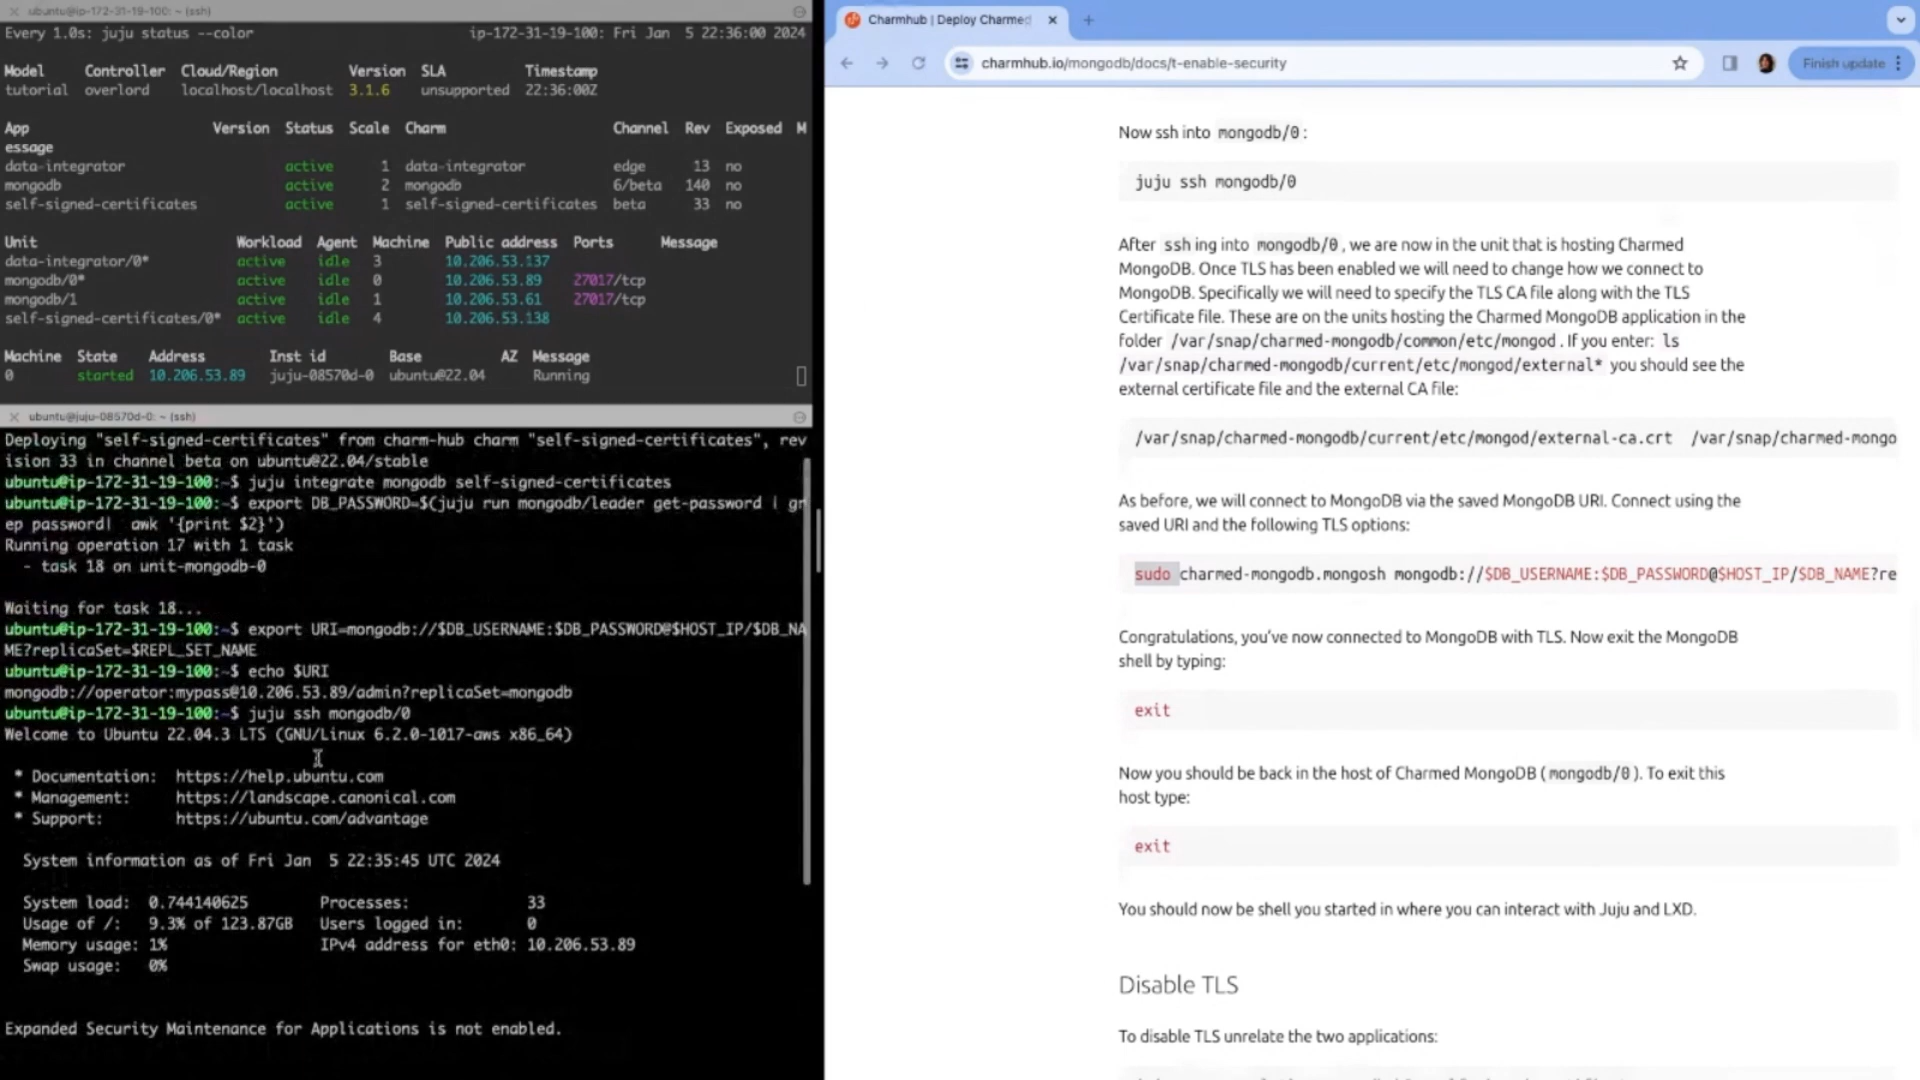 ubuntu@ip-172-31-19-100: ~ (ssh)
Every 1.0s: juju status --color ip-172-31-19-100: Fri Jan 5 22:36:00 2024
Model Controller Cloud/Region Version SLA Timestamp
tutorial overlord localhost/localhost 3.1.6 unsupported 22:36:00Z
App Version Status Scale Charm Channel Rev Exposed M
essage
data-integrator active 1 data-integrator edge 13 no
mongodb active 2 mongodb 6/beta 140 no
self-signed-certificates active 1 self-signed-certificates beta 33 no
Unit Workload Agent Machine Public address Ports Message
data-integrator/0* active idle 3 10.206.53.137
mongodb/0* active idle 0 10.206.53.89 27017/tcp
mongodb/1 active idle 1 10.206.53.61 27017/tcp
self-signed-certificates/0* active idle 4 10.206.53.138
Machine State Address Inst id Base AZ Message
0 started 10.206.53.89 juju-08570d-0 ubuntu@22.04 Running
ubuntu@juju-08570d-0: ~ (ssh)
Deploying "self-signed-certificates" from charm-hub charm "self-signed-certificates", rev
ision 33 in channel beta on ubuntu@22.04/stable
ubuntu@ip-172-31-19-100:~$ juju integrate mongodb self-signed-certificates
ubuntu@ip-172-31-19-100:~$ export DB_PASSWORD=$(juju run mongodb/leader get-password | gr
ep password|  awk '{print $2}')
Running operation 17 with 1 task
- task 18 on unit-mongodb-0
Waiting for task 18...
ubuntu@ip-172-31-19-100:~$ export URI=mongodb://$DB_USERNAME:$DB_PASSWORD@$HOST_IP/$DB_NA
ME?replicaSet=$REPL_SET_NAME
ubuntu@ip-172-31-19-100:~$ echo $URI
mongodb://operator:mypass@10.206.53.89/admin?replicaSet=mongodb
ubuntu@ip-172-31-19-100:~$ juju ssh mongodb/0
Welcome to Ubuntu 22.04.3 LTS (GNU/Linux 6.2.0-1017-aws x86_64)
* Documentation: https://help.ubuntu.com
* Management: https://landscape.canonical.com
* Support: https://ubuntu.com/advantage
System information as of Fri Jan 5 22:35:45 UTC 2024
System load: 0.744140625 Processes: 33
Usage of /: 9.3% of 123.87GB Users logged in: 0
Memory usage: 1% IPv4 address for eth0: 10.206.53.89
Swap usage: 0%
Expanded Security Maintenance for Applications is not enabled.
Charmhub | Deploy Charmed
charmhub.io/mongodb/docs/t-enable-security
Finish update
Now ssh into mongodb/0:
juju ssh mongodb/0
After ssh ing into mongodb/0, we are now in the unit that is hosting Charmed
MongoDB. Once TLS has been enabled we will need to change how we connect to
MongoDB. Specifically we will need to specify the TLS CA file along with the TLS
Certificate file. These are on the units hosting the Charmed MongoDB application in the
folder /var/snap/charmed-mongodb/common/etc/mongod. If you enter: ls
/var/snap/charmed-mongodb/current/etc/mongod/external* you should see the
external certificate file and the external CA file:
/var/snap/charmed-mongodb/current/etc/mongod/external-ca.crt /var/snap/charmed-mongo
As before, we will connect to MongoDB via the saved MongoDB URI. Connect using the
saved URI and the following TLS options:
sudo charmed-mongodb.mongosh mongodb://$DB_USERNAME:$DB_PASSWORD@$HOST_IP/$DB_NAME?re
Congratulations, you've now connected to MongoDB with TLS. Now exit the MongoDB
shell by typing:
exit
Now you should be back in the host of Charmed MongoDB (mongodb/0). To exit this
host type:
exit
You should now be shell you started in where you can interact with Juju and LXD.
Disable TLS
To disable TLS unrelate the two applications: